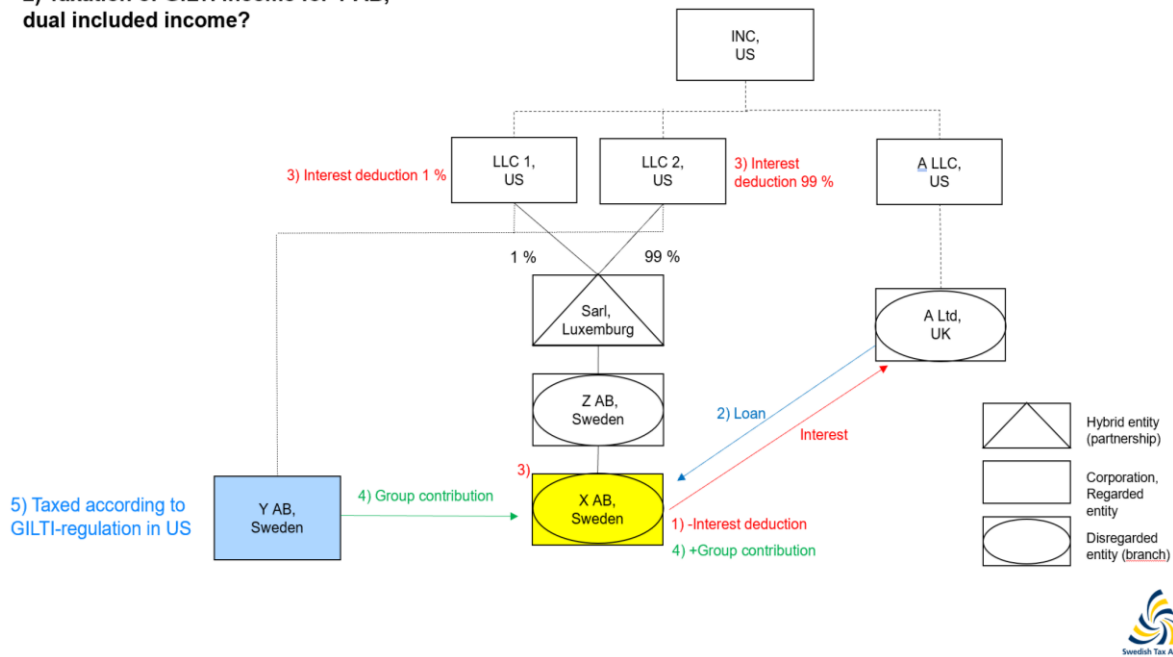 dual included income?
INC,
US
LLC 1,
US
LLC 2,
US
A LLC,
US
3) Interest deduction 1 %
3) Interest
deduction 99 %
1 %
99 %
Sarl,
Luxemburg
A Ltd,
UK
Z AB,
Sweden
2) Loan
Interest
3)
5) Taxed according to
GILTI-regulation in US
Y AB,
Sweden
4) Group contribution
X AB,
Sweden
1) -Interest deduction
4) +Group contribution
Hybrid entity
(partnership)
Corporation,
Regarded
entity
Disregarded
entity (branch)
Swedish Tax A